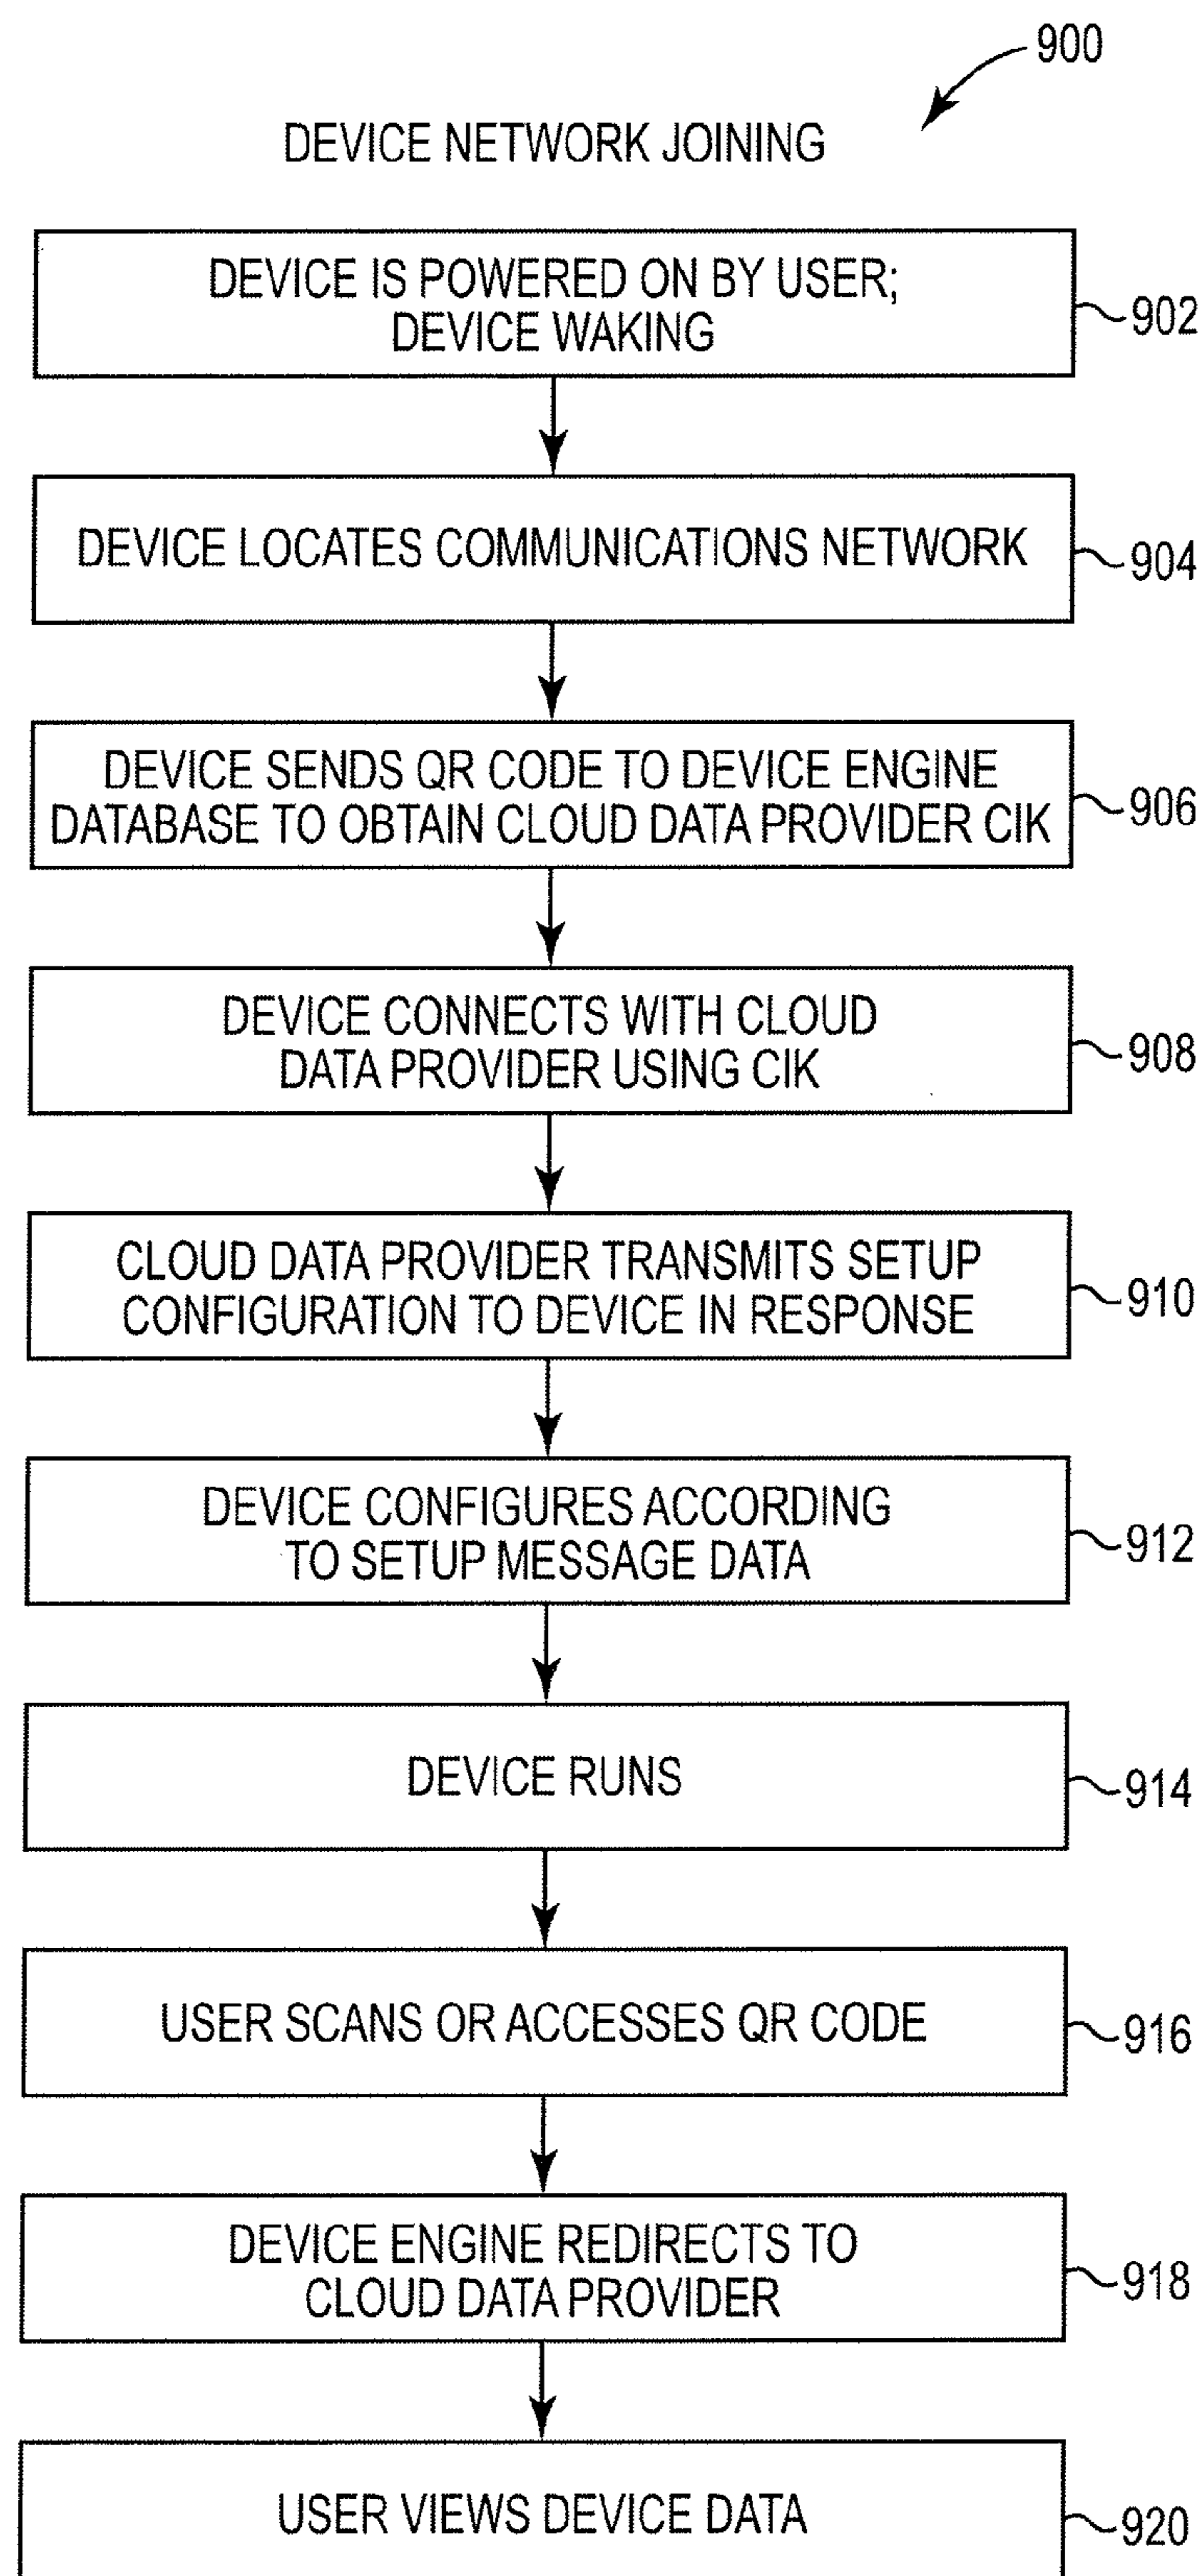 900
DEVICE NETWORK JOINING
DEVICE IS POWERED ON BY USER;
DEVICE WAKING
902
DEVICE LOCATES COMMUNICATIONS NETWORK
904
DEVICE SENDS QR CODE TO DEVICE ENGINE
DATABASE TO OBTAIN CLOUD DATA PROVIDER CIK
906
DEVICE CONNECTS WITH CLOUD
DATA PROVIDER USING CIK
908
CLOUD DATA PROVIDER TRANSMITS SETUP
CONFIGURATION TO DEVICE IN RESPONSE
910
DEVICE CONFIGURES ACCORDING
TO SETUP MESSAGE DATA
912
DEVICE RUNS
914
USER SCANS OR ACCESSES QR CODE
916
DEVICE ENGINE REDIRECTS TO
CLOUD DATA PROVIDER
918
USER VIEWS DEVICE DATA
920